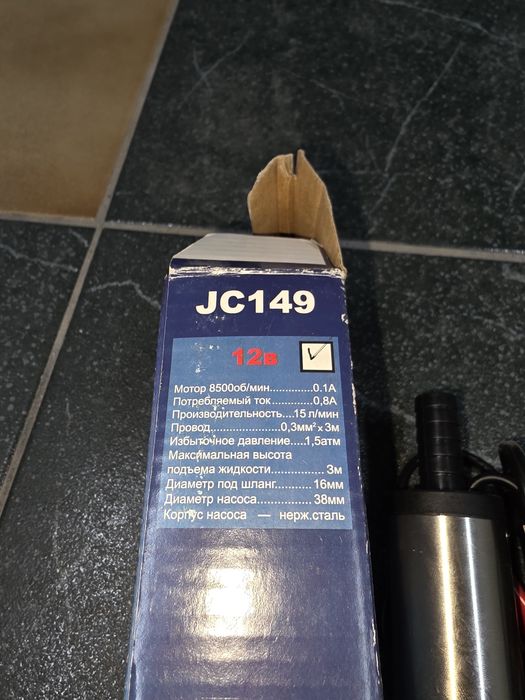 JC149
12в
Мотор 8500об/мин.............0.1А
Потребляемый ток............0,8А
Производительность....15 л/мин
Провод......................0,3мм² x 3м
Избыточное давление....1,5атм
Максимальная высота
подъема жидкости................3м
Диаметр под шланг..........16мм
Диаметр насоса................38мм
Корпус насоса — нерж.сталь